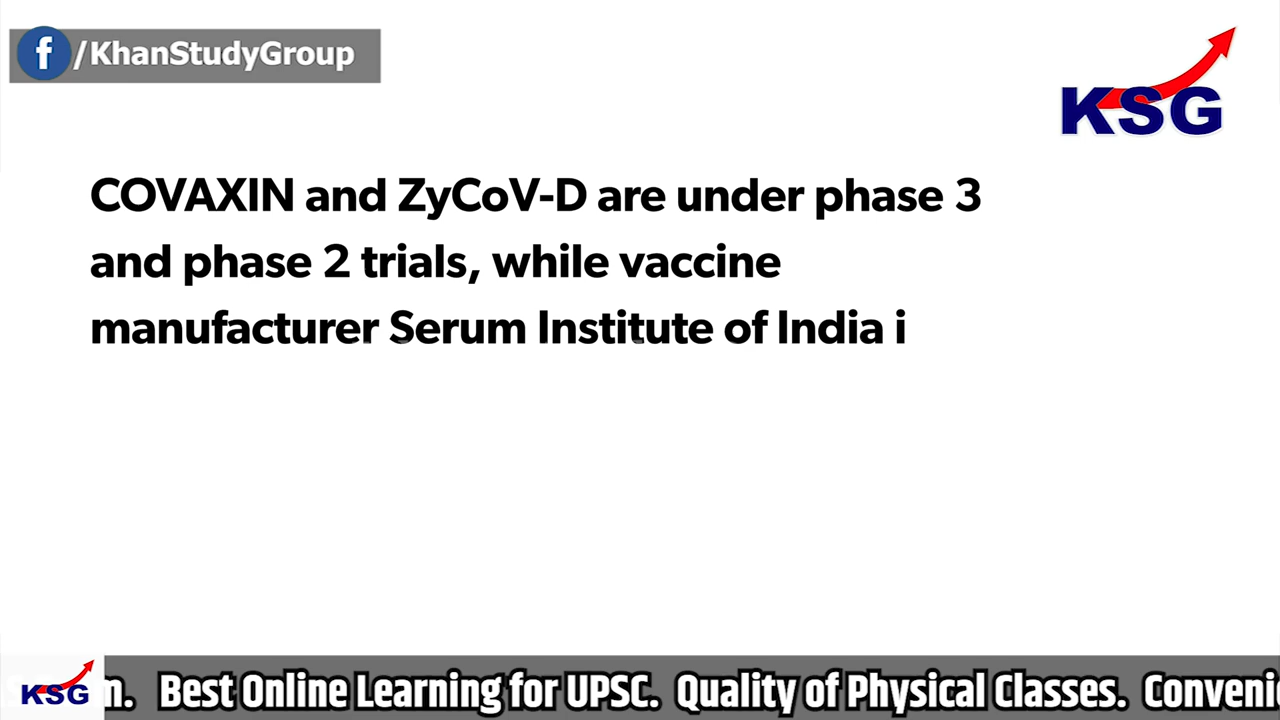 f/KhanStudyGroup
KSG
COVAXIN and ZyCoV-D are under phase 3
and phase 2 trials, while vaccine
manufacturer Serum Institute of India i
KSG
m. Best Online Learning for UPSC. Quality of Physical Classes. Conveni